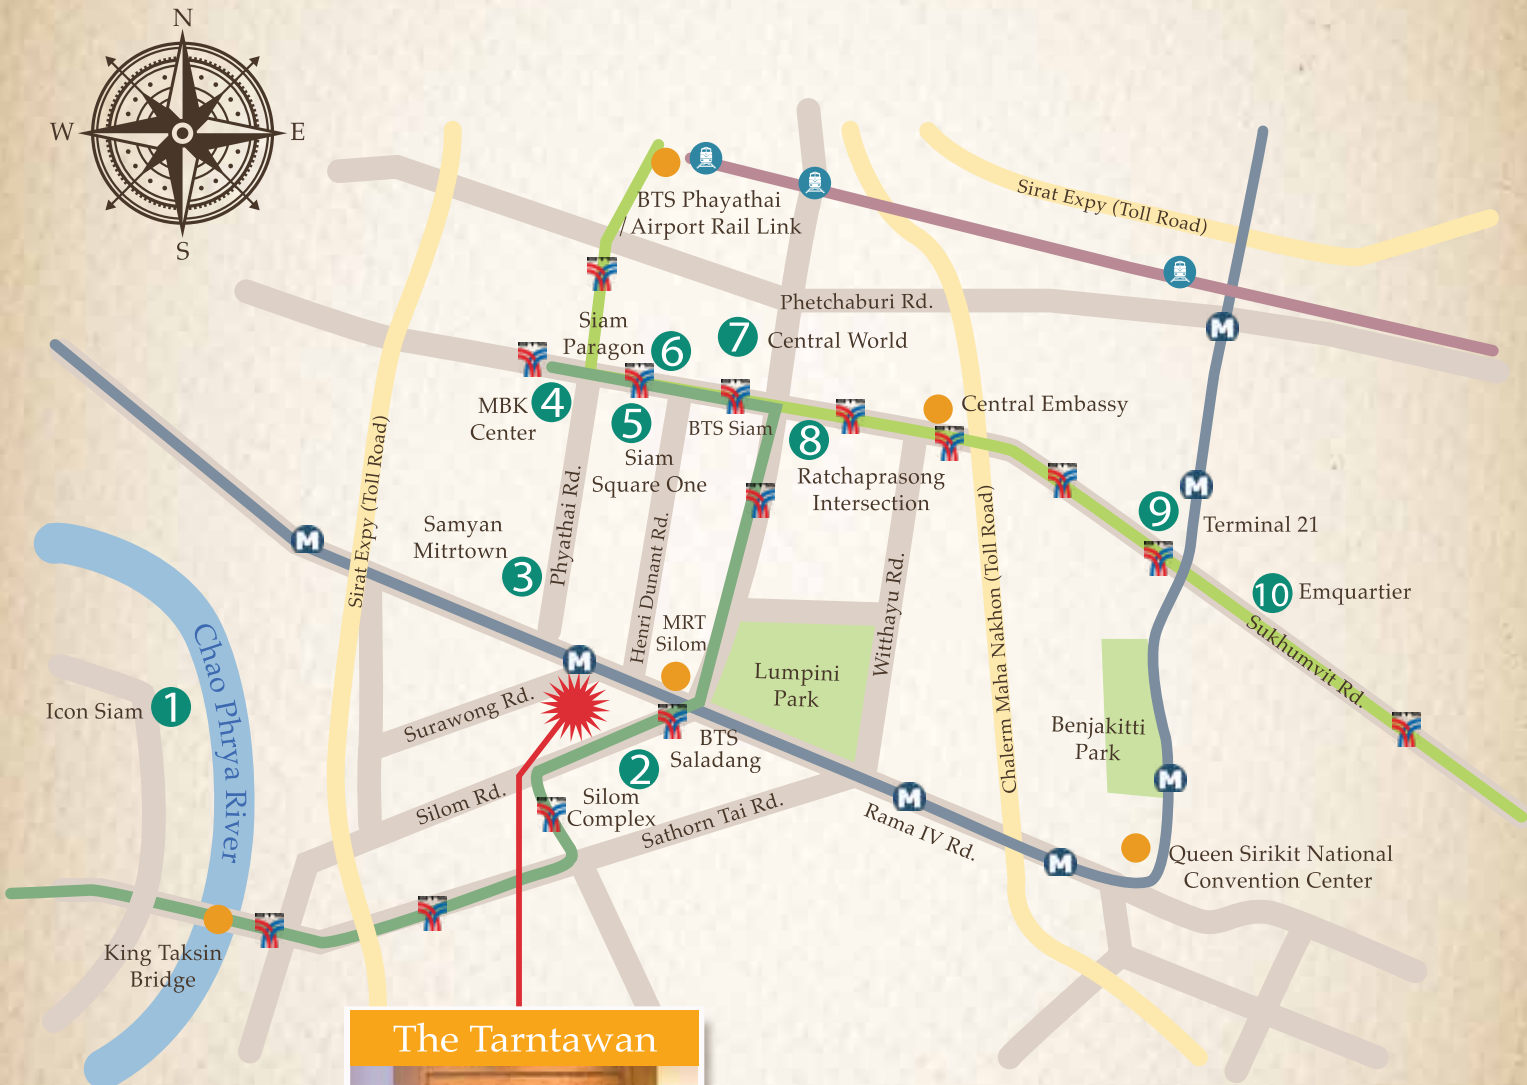 N
W
E
S
BTS Phayathai
/ Airport Rail Link
Sirat Expy (Toll Road)
Phetchaburi Rd.
Siam
Paragon
6
7
Central World
MBK
Center
4
5
Siam
Square One
BTS Siam
8
Ratchaprasong
Intersection
Central Embassy
M
M
9
Terminal 21
10
Emquartier
Sukhumvit Rd.
Sirat Expy (Toll Road)
M
Samyan
Mitrtown
3
Phyathai Rd.
Henri Dunant Rd.
MRT
Silom
Witthayu Rd.
Chalerm Maha Nakhon (Toll Road)
Lumpini
Park
M
Chao Phrya River
Icon Siam
1
Surawong Rd.
BTS
Saladang
2
Silom
Complex
Silom Rd.
Sathorn Tai Rd.
Benjakitti
Park
M
M
Rama IV Rd.
M
Queen Sirikit National
Convention Center
King Taksin
Bridge
The Tarntawan